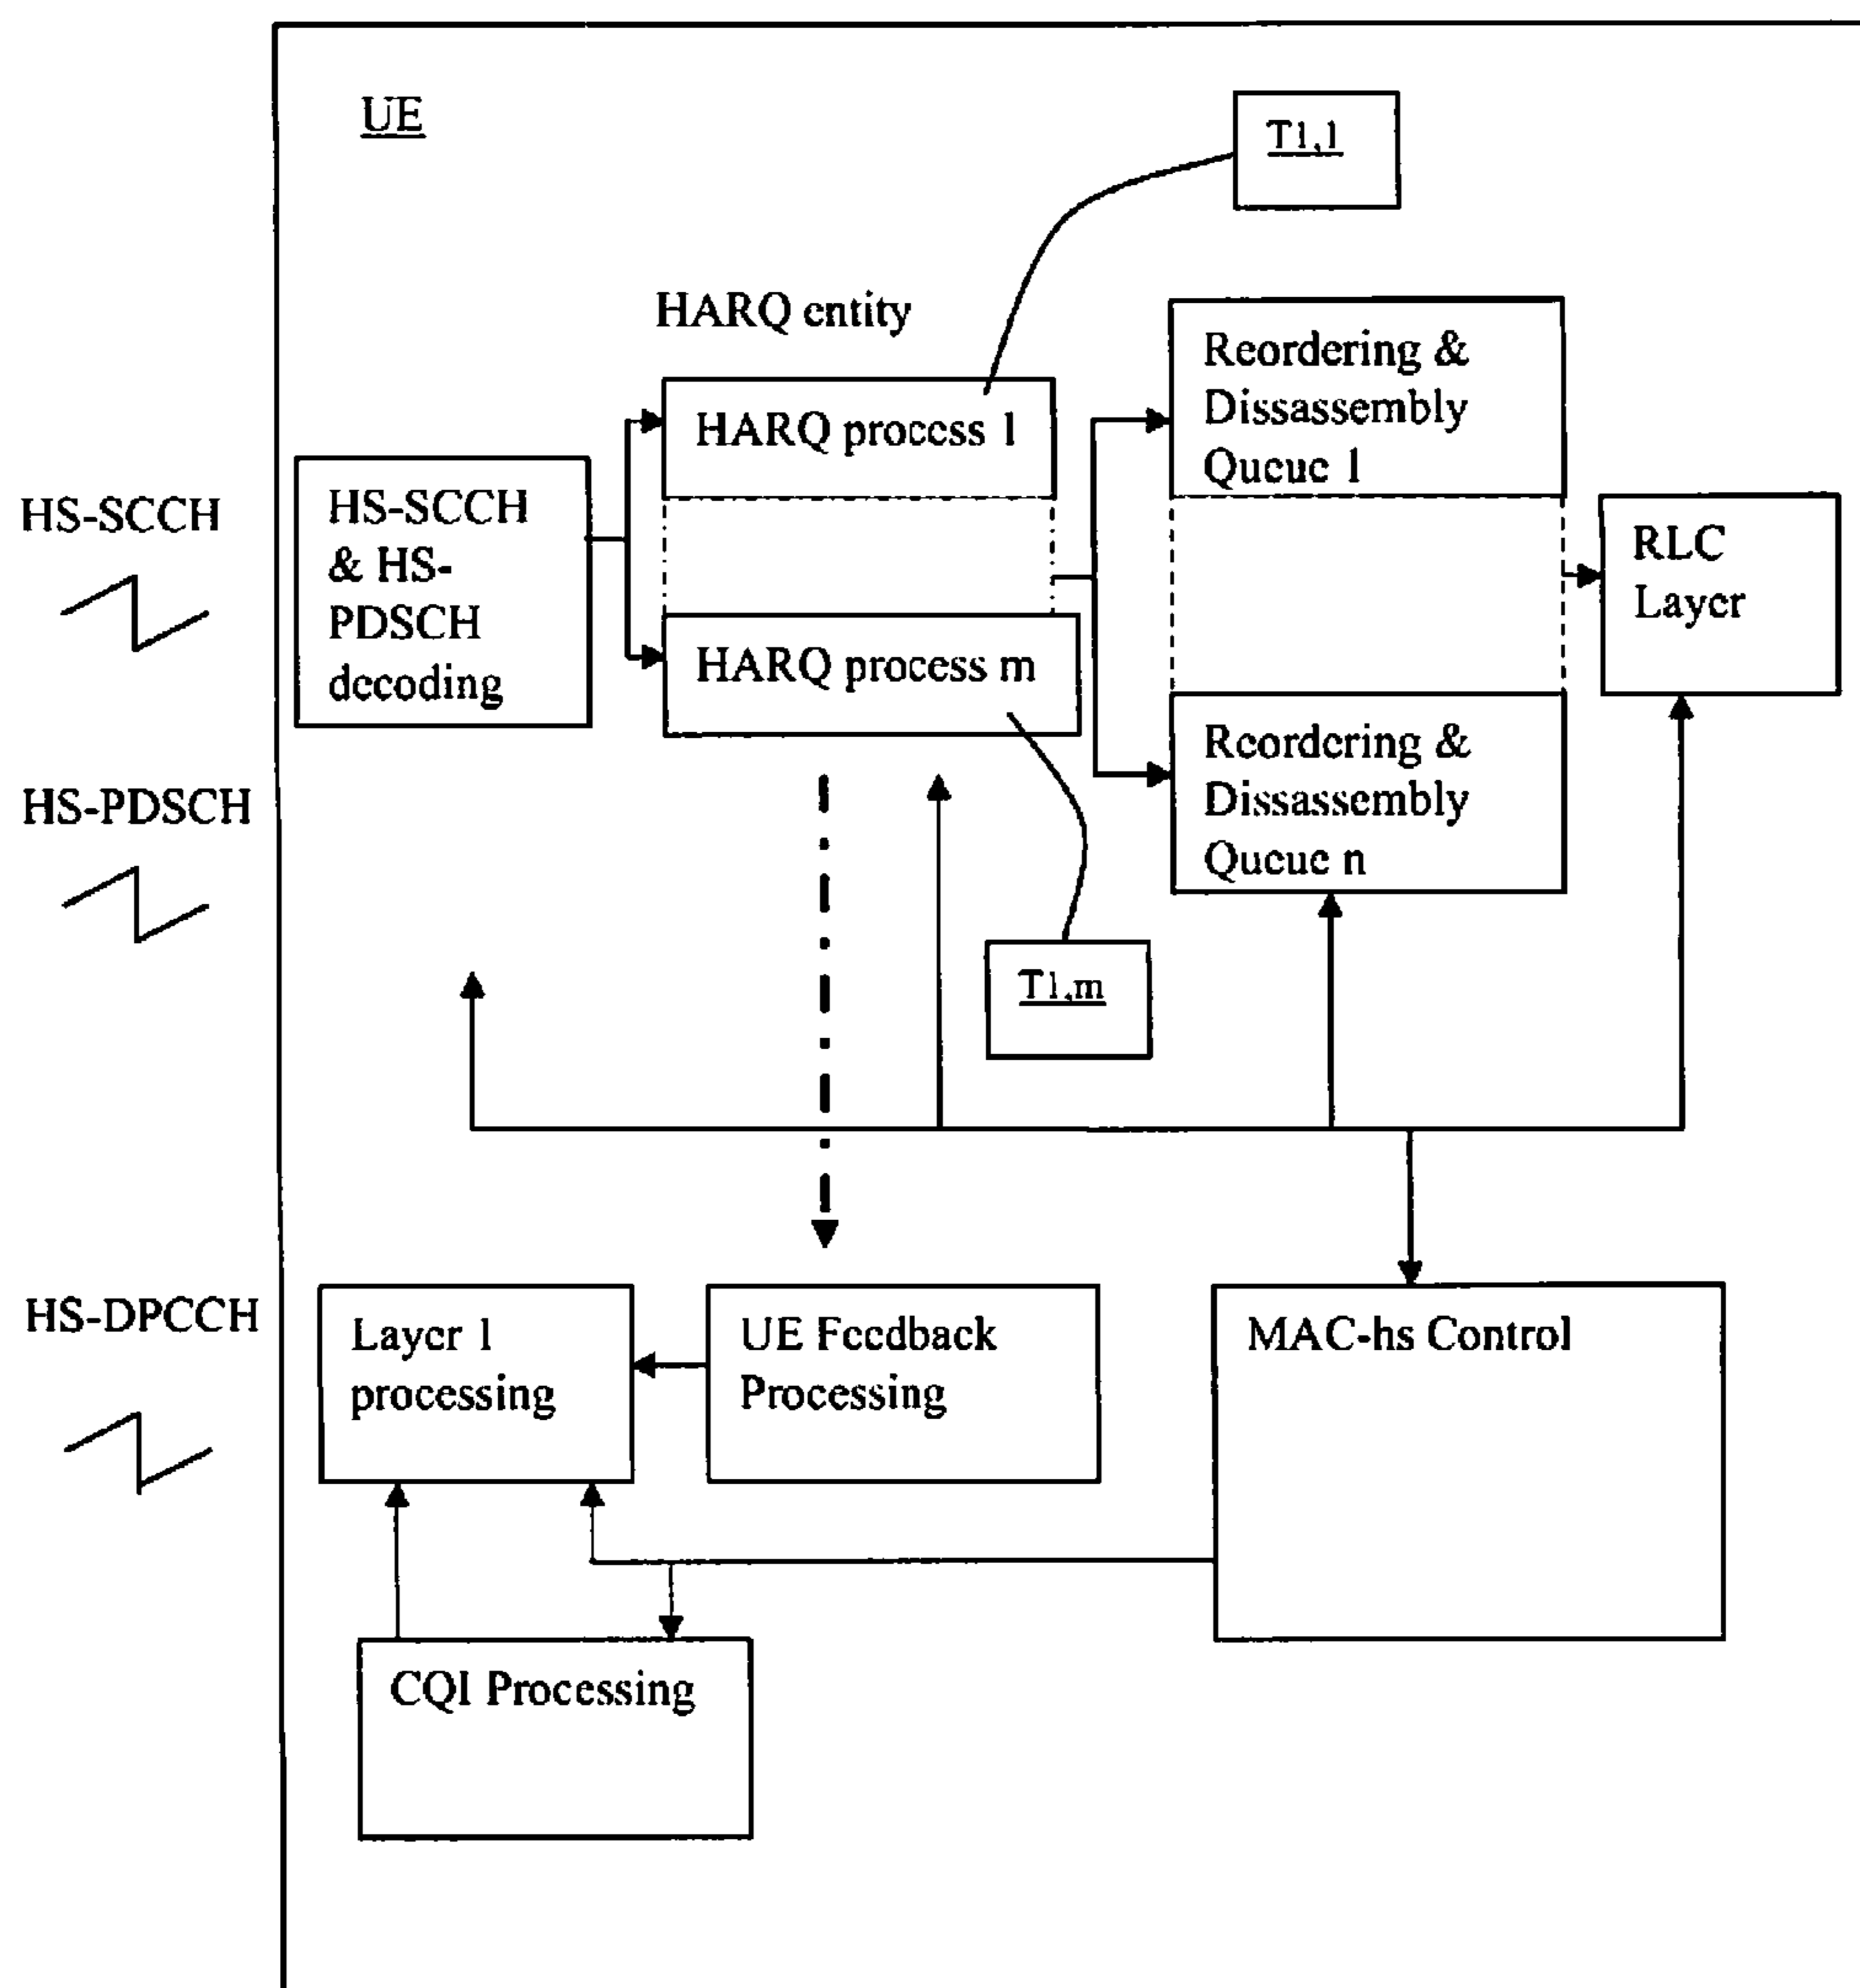 UE
T1,1
HARQ entity
HARQ process 1
Reordering &
Dissassembly
Queue 1
HS-SCCH
HS-SCCH
& HS-
PDSCH
decoding
RLC
Layer
HARQ process m
Reordering &
Dissassembly
Queue n
HS-PDSCH
T1,m
HS-DPCCH
Layer 1
processing
UE Feedback
Processing
MAC-hs Control
CQI Processing